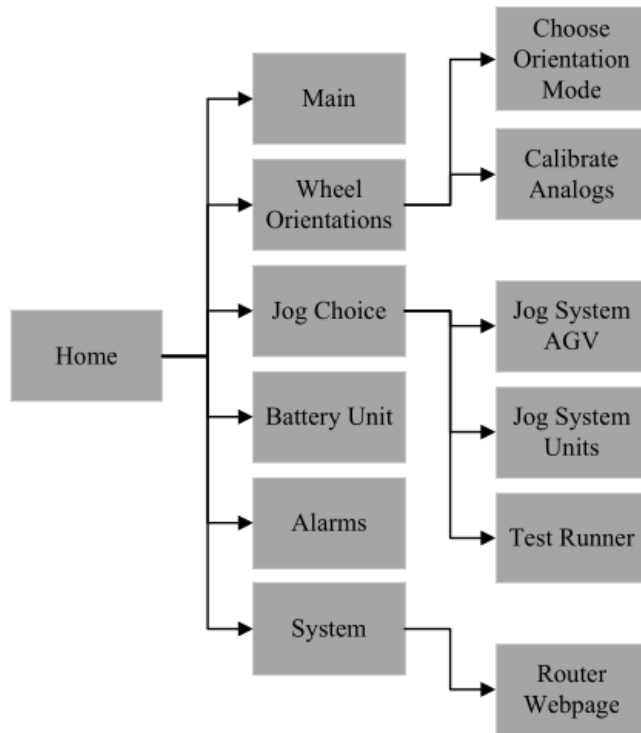 Home
Main
Wheel
Orientations
Jog Choice
Battery Unit
Alarms
System
Choose
Orientation
Mode
Calibrate
Analogs
Jog System
AGV
Jog System
Units
Test Runner
Router
Webpage